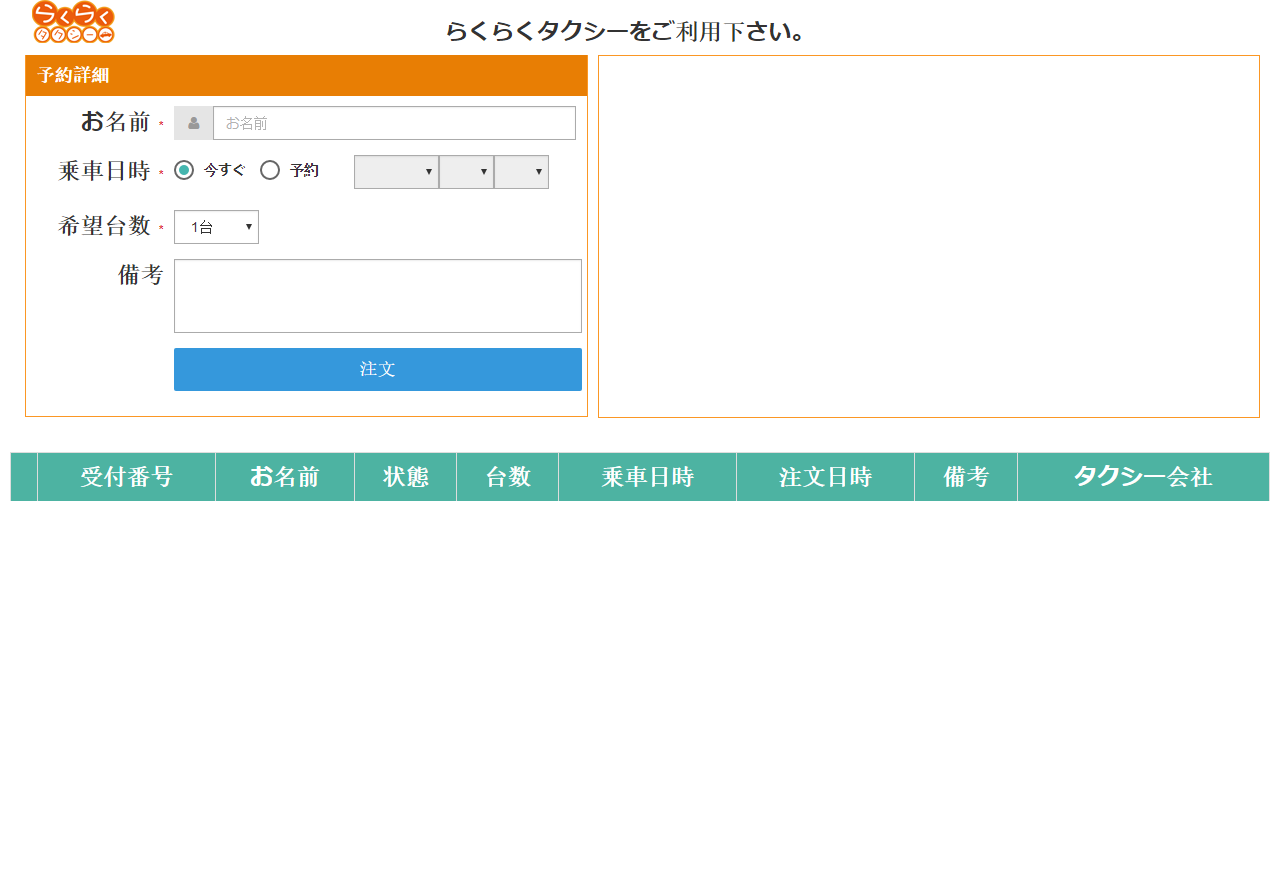 らくらく
タクシー
らくらくタクシーをご利用下さい。
予約詳細
お名前 * お名前
乗車日時 * 今すぐ 予約
希望台数 * 1台
備考
注文
受付番号 お名前 状態 台数 乗車日時 注文日時 備考 タクシー会社